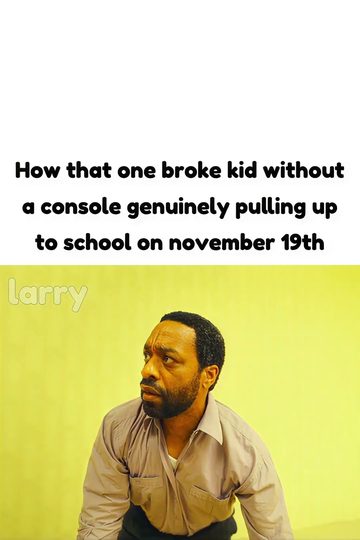 How that one broke kid without
a console genuinely pulling up
to school on november 19th
larry